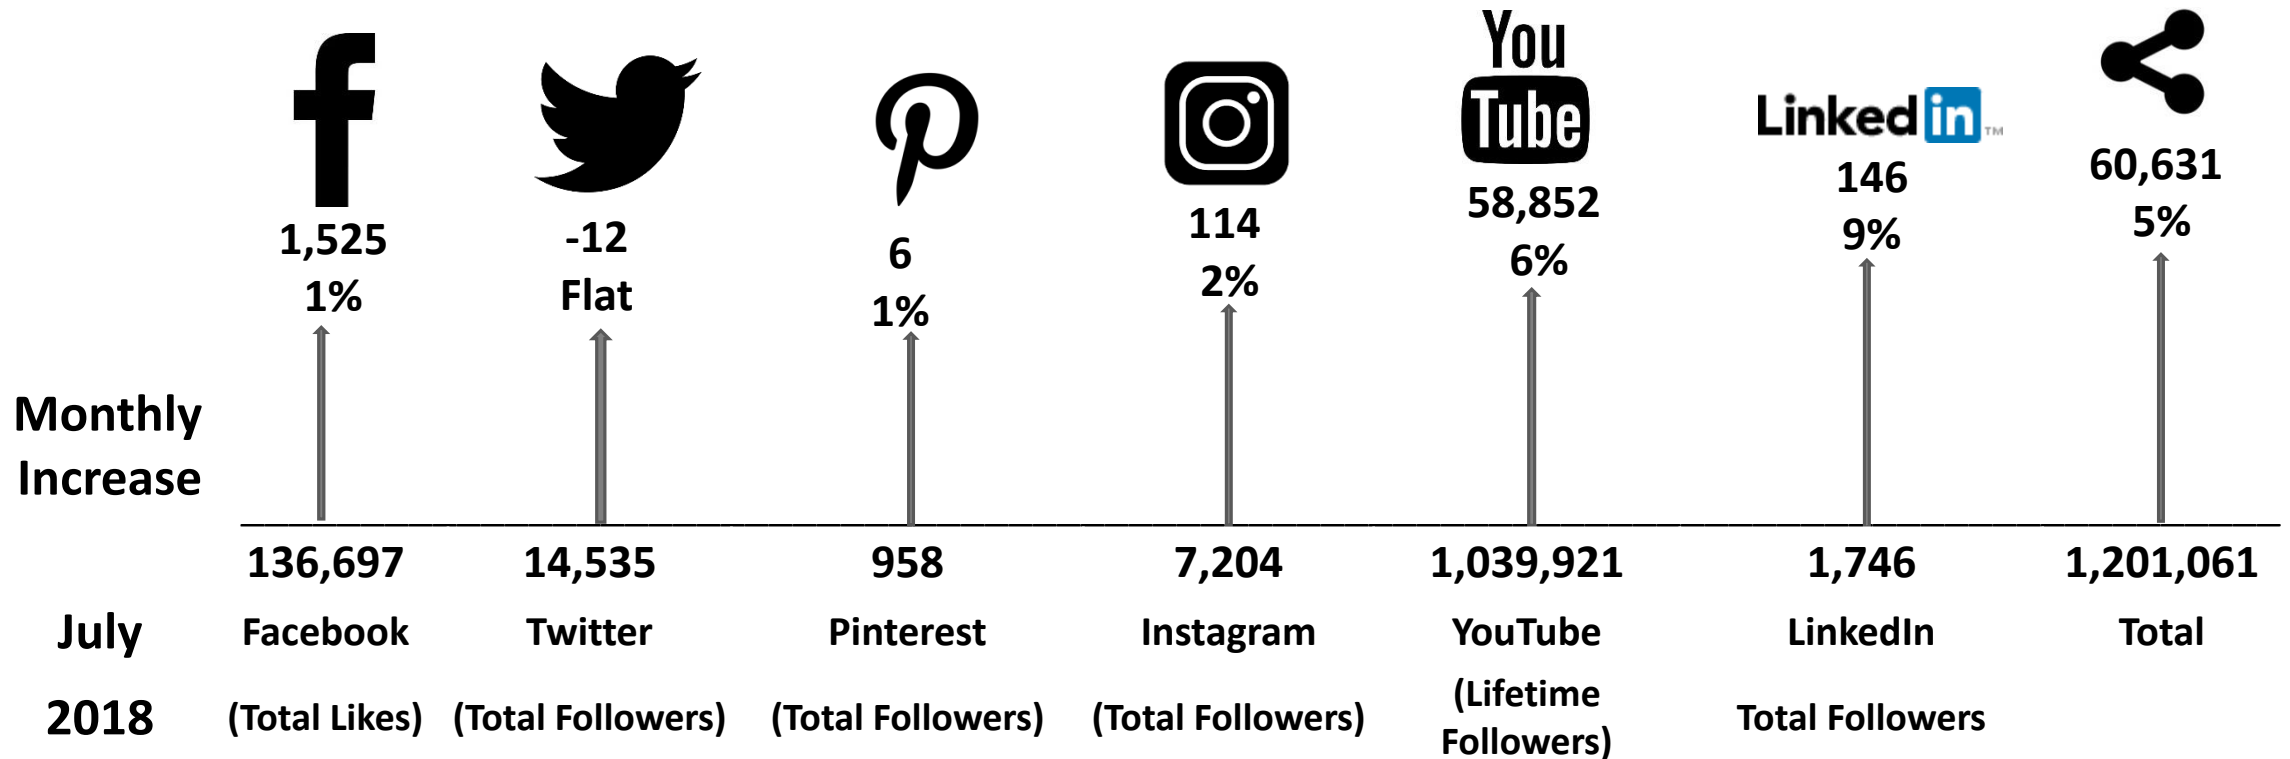 You
Tube
Linked in TM
1,525
1%
-12
Flat
6
1%
114
2%
58,852
6%
146
9%
60,631
5%
Monthly
Increase
136,697
14,535
958
7,204
1,039,921
1,746
1,201,061
July
2018
Facebook
Twitter
Pinterest
Instagram
YouTube
LinkedIn
Total
(Total Likes)
(Total Followers)
(Total Followers)
(Total Followers)
(Lifetime
Followers)
Total Followers